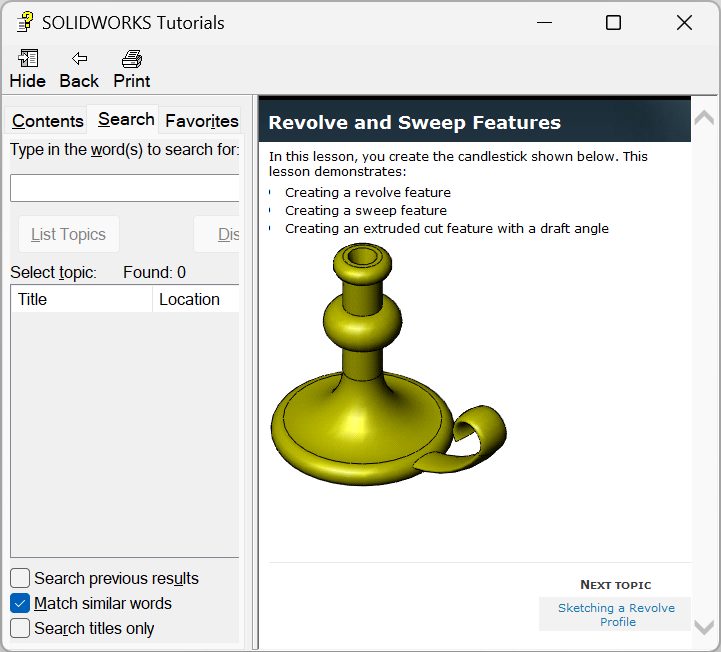 SOLIDWORKS Tutorials
Hide Back Print
Contents Search Favorites
Type in the word(s) to search for:
List Topics
Select topic: Found: 0
Title Location
Search previous results
Match similar words
Search titles only
Revolve and Sweep Features
In this lesson, you create the candlestick shown below. This
lesson demonstrates:
Creating a revolve feature
Creating a sweep feature
Creating an extruded cut feature with a draft angle
NEXT TOPIC
Sketching a Revolve
Profile